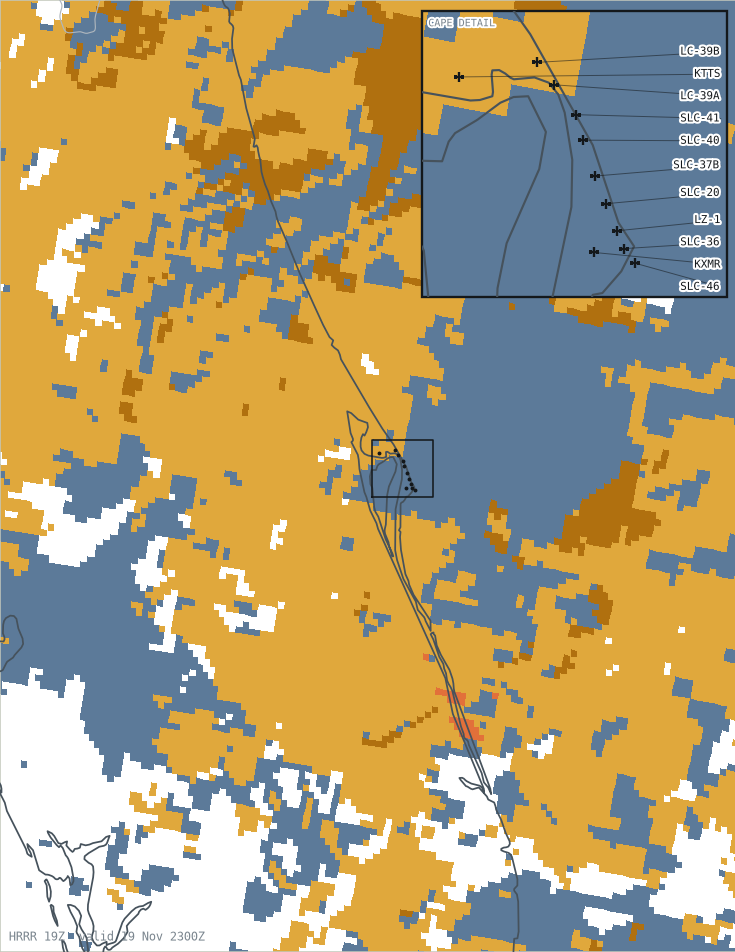 CAPE DETAIL
LC-39B
KTTS
LC-39A
SLC-41
SLC-40
SLC-37B
SLC-20
LZ-1
SLC-36
KXMR
SLC-46
HRRR 19Z: valid 19 Nov 2300Z